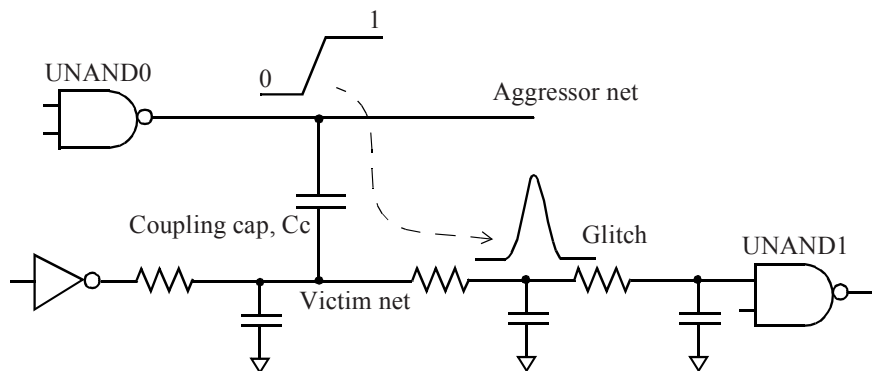 1
0
UNAND0
Aggressor net
Coupling cap, Cc
Glitch
UNAND1
Victim net